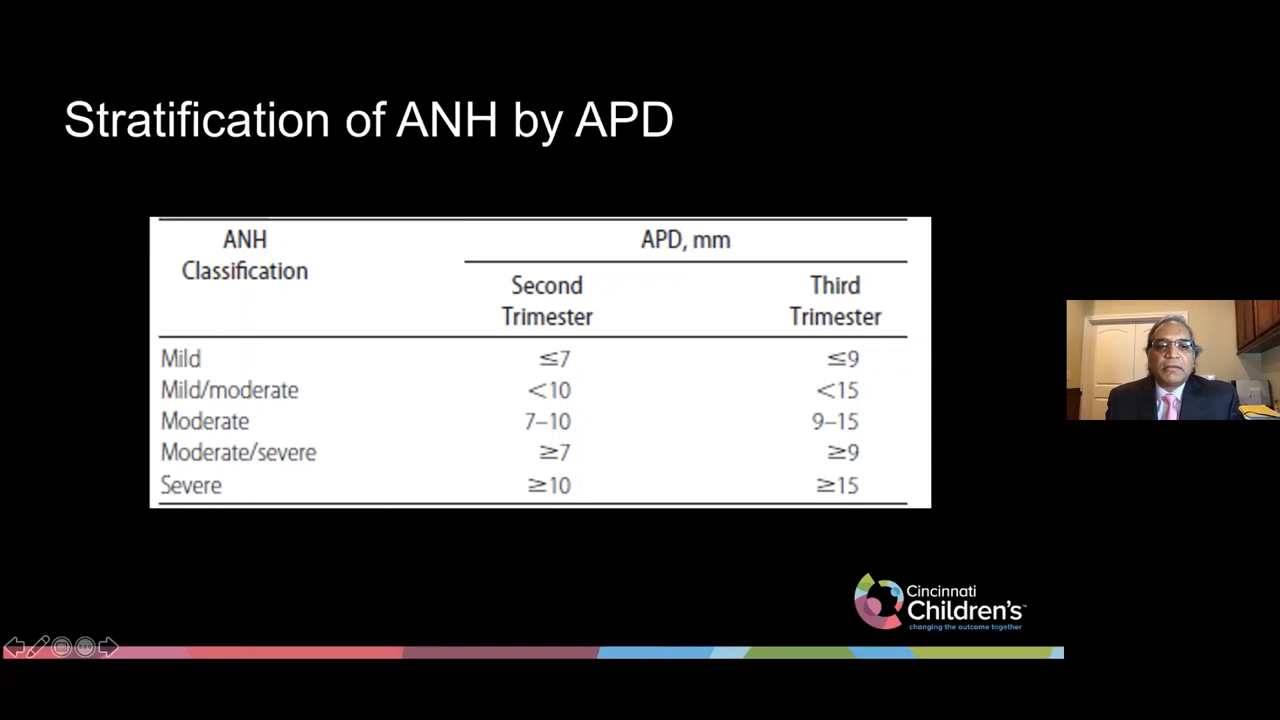 Stratification of ANH by APD
ANH
Classification
APD, mm
Second
Trimester
Third
Trimester
Mild ≤7 ≤9
Mild/moderate <10 <15
Moderate 7–10 9–15
Moderate/severe ≥7 ≥9
Severe ≥10 ≥15
Cincinnati
Children's™
changing the outcome together